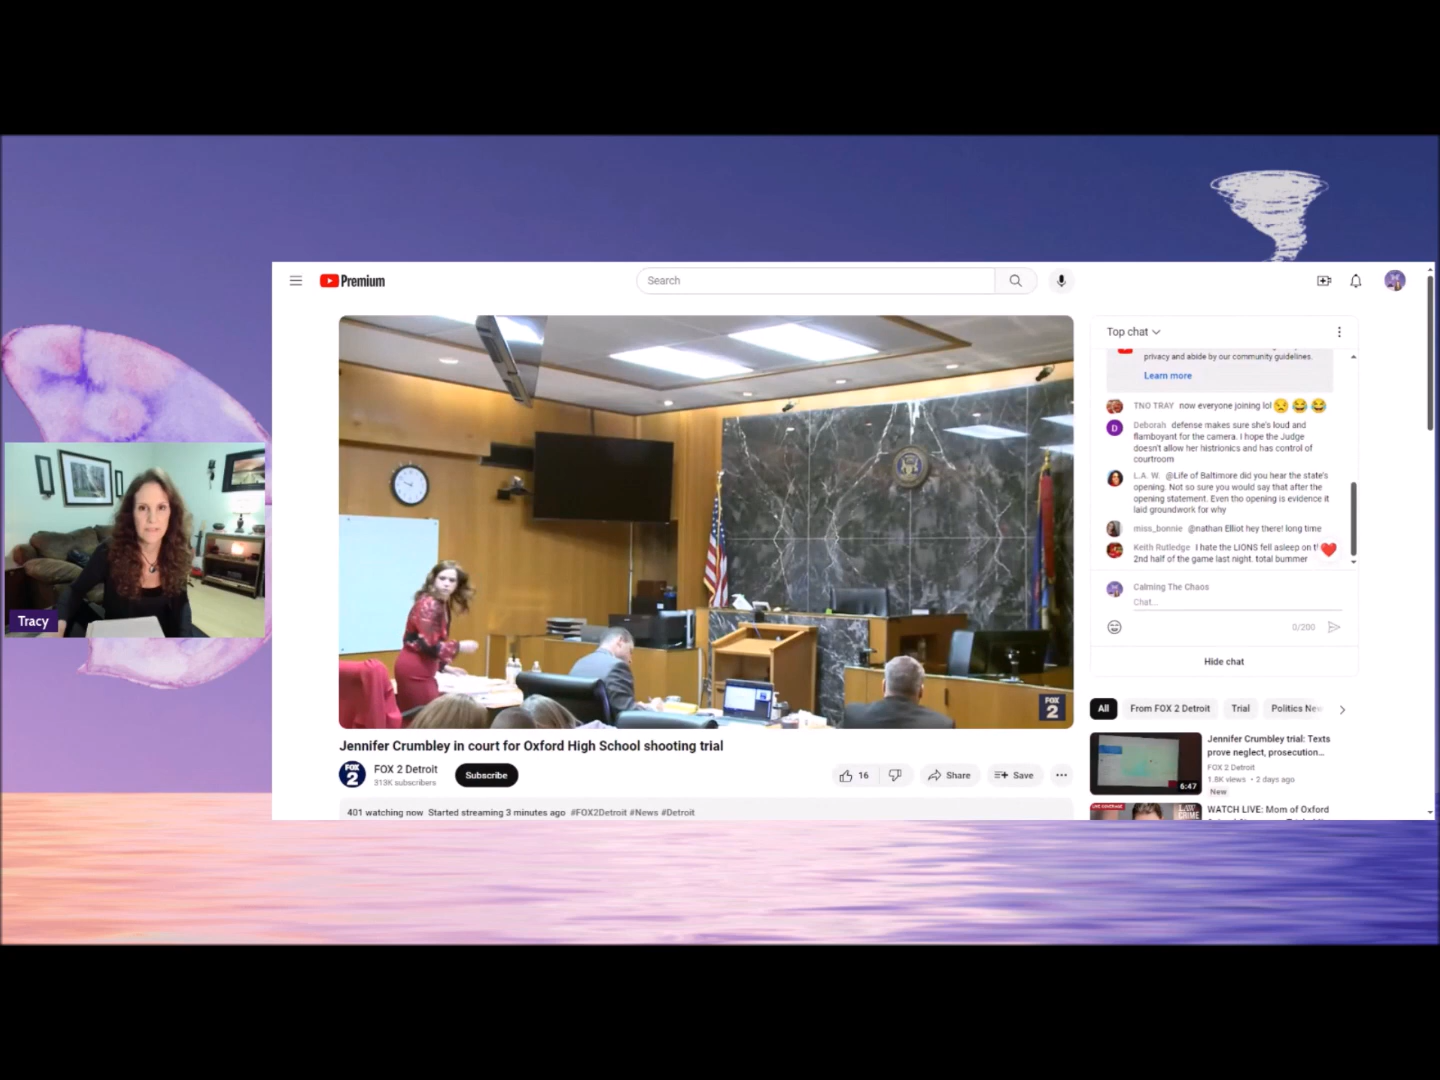 Premium
Search
Top chat
privacy and abide by our community guidelines.
Learn more
TNO TRAY now everyone joining lol
D
Deborah defense makes sure she's loud and
flamboyant for the camera. I hope the Judge
doesn't allow her histrionics and has control of
courtroom
L.A. W. @Life of Baltimore did you hear the state's
opening. Not so sure you would say that after the
opening statement. Even tho opening is evidence it
laid groundwork for why
miss_bonnie @nathan Elliot hey there! long time
Keith Rutledge I hate the LIONS fell asleep on
2nd half of the game last night. total bummer
Calming The Chaos
Chat...
0/200
Hide chat
Tracy
FOX
2
Jennifer Crumbley in court for Oxford High School shooting trial
FOX
2
FOX 2 Detroit
313K subscribers
Subscribe
16
Share
Save
401 watching now Started streaming 3 minutes ago #FOX2Detroit #News #Detroit
All
From FOX 2 Detroit
Trial
Politics
Jennifer Crumbley trial: Texts
prove neglect, prosecution...
FOX 2 Detroit
1.8K views • 2 days ago
New
6:47
WATCH LIVE: Mom of Oxford